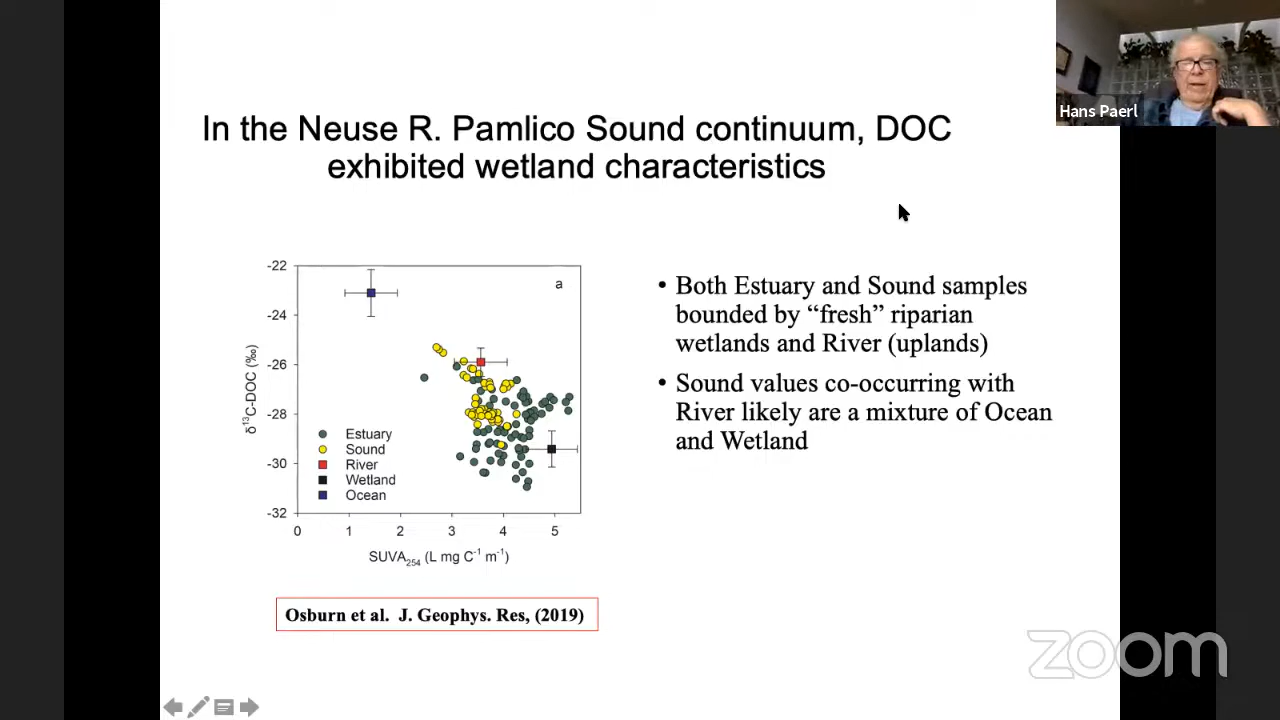 Hans Paerl
In the Neuse R. Pamlico Sound continuum, DOC
exhibited wetland characteristics
-22
-24
-26
-28
-30
-32
δ¹³C-DOC (‰)
a
Estuary
Sound
River
Wetland
Ocean
0 1 2 3 4 5
SUVA₂₅₄ (L mg C⁻¹ m⁻¹)
• Both Estuary and Sound samples
bounded by “fresh” riparian
wetlands and River (uplands)
• Sound values co-occurring with
River likely are a mixture of Ocean
and Wetland
Osburn et al. J. Geophys. Res, (2019)
zoom